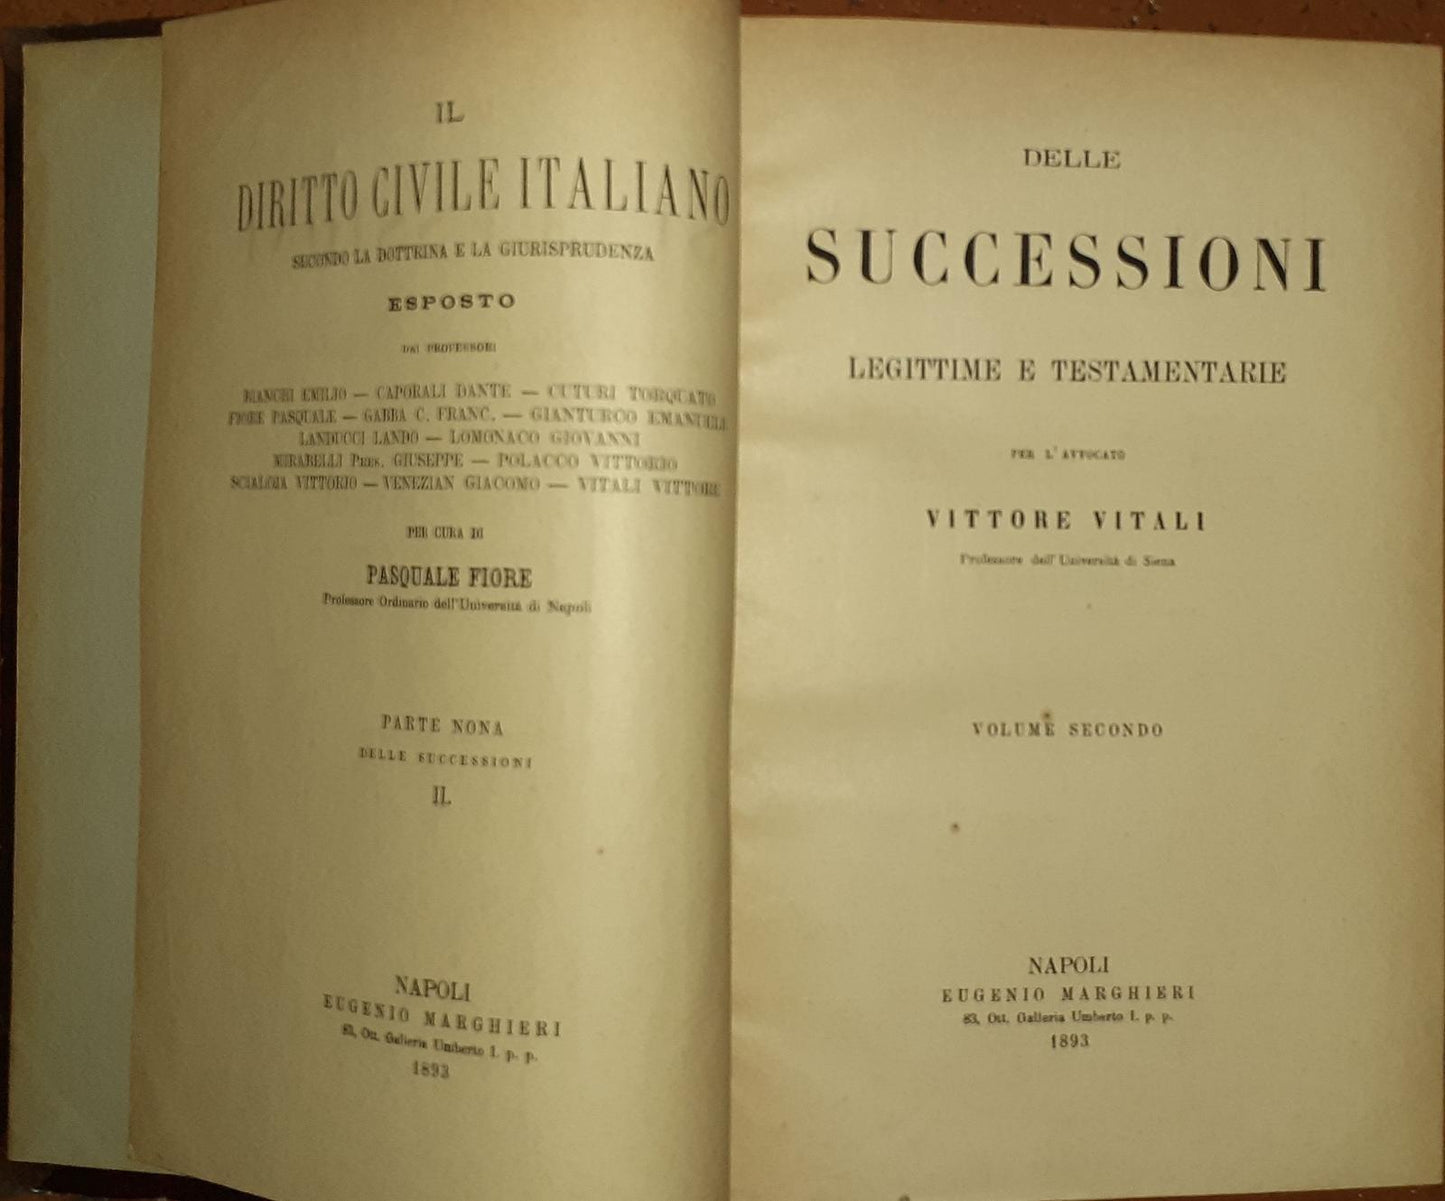 IL
DIRITTO CIVILE ITALIANO
SECONDO LA DOTTRINA E LA GIURISPRUDENZA
ESPOSTO
DAI PROFESSORI
BIANCHI EMILIO — CAPORALI DANTE — CUTURI TORQUATO
FIORE PASQUALE — GABBA C. FRANC. — GIANTURCO EMANUELE
LANDUCCI LANDO — LOMONACO GIOVANNI
MIRABELLI Pres. GIUSEPPE — POLACCO VITTORIO
SCIALOIA VITTORIO — VENEZIAN GIACOMO — VITALI VITTORE
PER CURA DI
PASQUALE FIORE
Professore Ordinario dell'Università di Napoli
PARTE NONA
DELLE SUCCESSIONI
II.
NAPOLI
EUGENIO MARGHIERI
83, Ott. Galleria Umberto I. p. p.
1893
DELLE
SUCCESSIONI
LEGITTIME E TESTAMENTARIE
PER L'AVVOCATO
VITTORE VITALI
Professore dell'Università di Siena
VOLUME SECONDO
NAPOLI
EUGENIO MARGHIERI
83, Ott. Galleria Umberto I. p. p.
1893